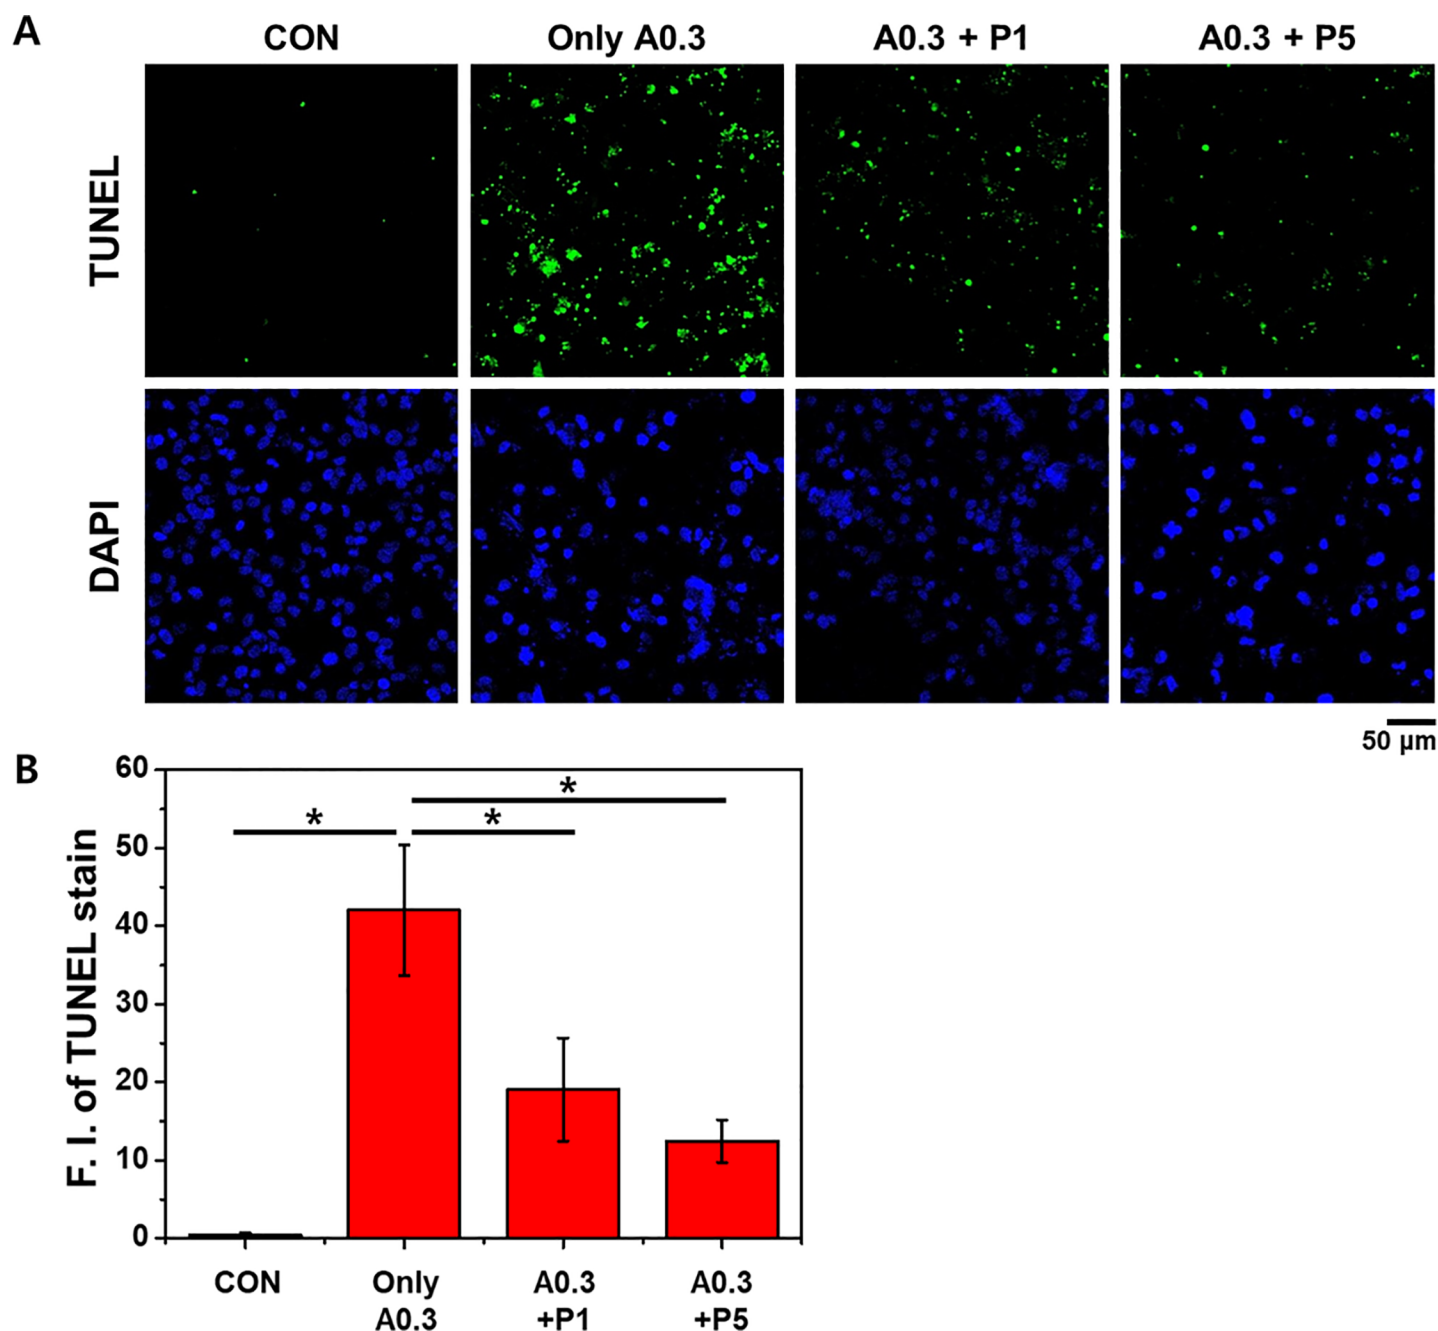 A
CON
Only A0.3
A0.3 + P1
A0.3 + P5
TUNEL
DAPI
50 µm
B
F. I. of TUNEL stain
60
50
40
30
20
10
0
*
*
*
CON
Only
A0.3
A0.3
+P1
A0.3
+P5